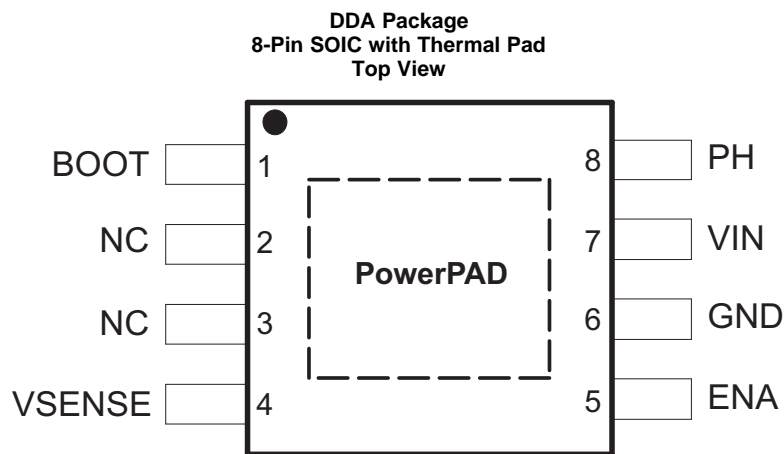 DDA Package
8-Pin SOIC with Thermal Pad
Top View
BOOT 1 8 PH
NC 2 7 VIN
PowerPAD
NC 3 6 GND
VSENSE 4 5 ENA